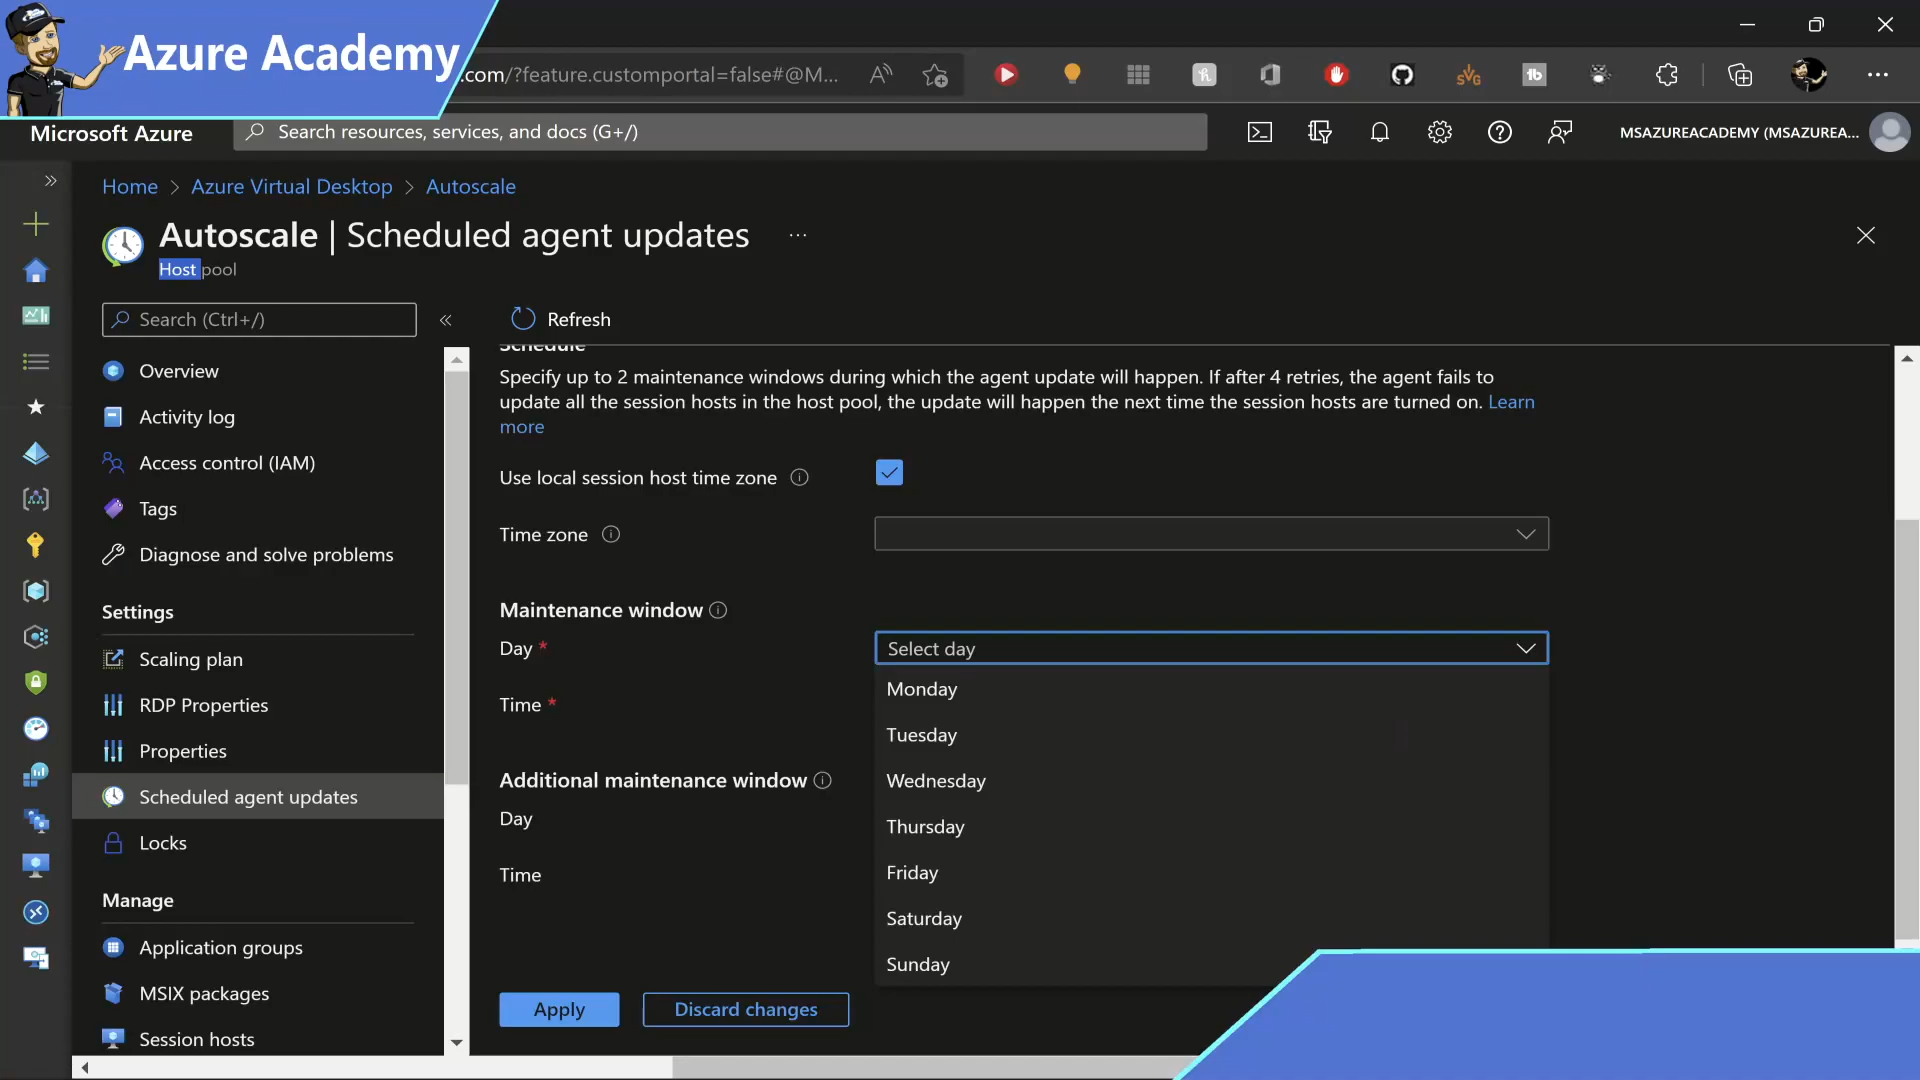 Azure Academy
.com/?feature.customportal=false#@M...
Microsoft Azure
Search resources, services, and docs (G+/)
MSAZUREACADEMY (MSAZUREA...
Home > Azure Virtual Desktop > Autoscale
Autoscale | Scheduled agent updates ...
Host pool
Search (Ctrl+/)
Refresh
Overview
Activity log
Access control (IAM)
Tags
Diagnose and solve problems
Settings
Scaling plan
RDP Properties
Properties
Scheduled agent updates
Locks
Manage
Application groups
MSIX packages
Session hosts
Schedule
Specify up to 2 maintenance windows during which the agent update will happen. If after 4 retries, the agent fails to
update all the session hosts in the host pool, the update will happen the next time the session hosts are turned on. Learn
more
Use local session host time zone
Time zone
Maintenance window
Day *
Select day
Monday
Tuesday
Wednesday
Thursday
Friday
Saturday
Sunday
Time *
Additional maintenance window
Day
Time
Apply
Discard changes